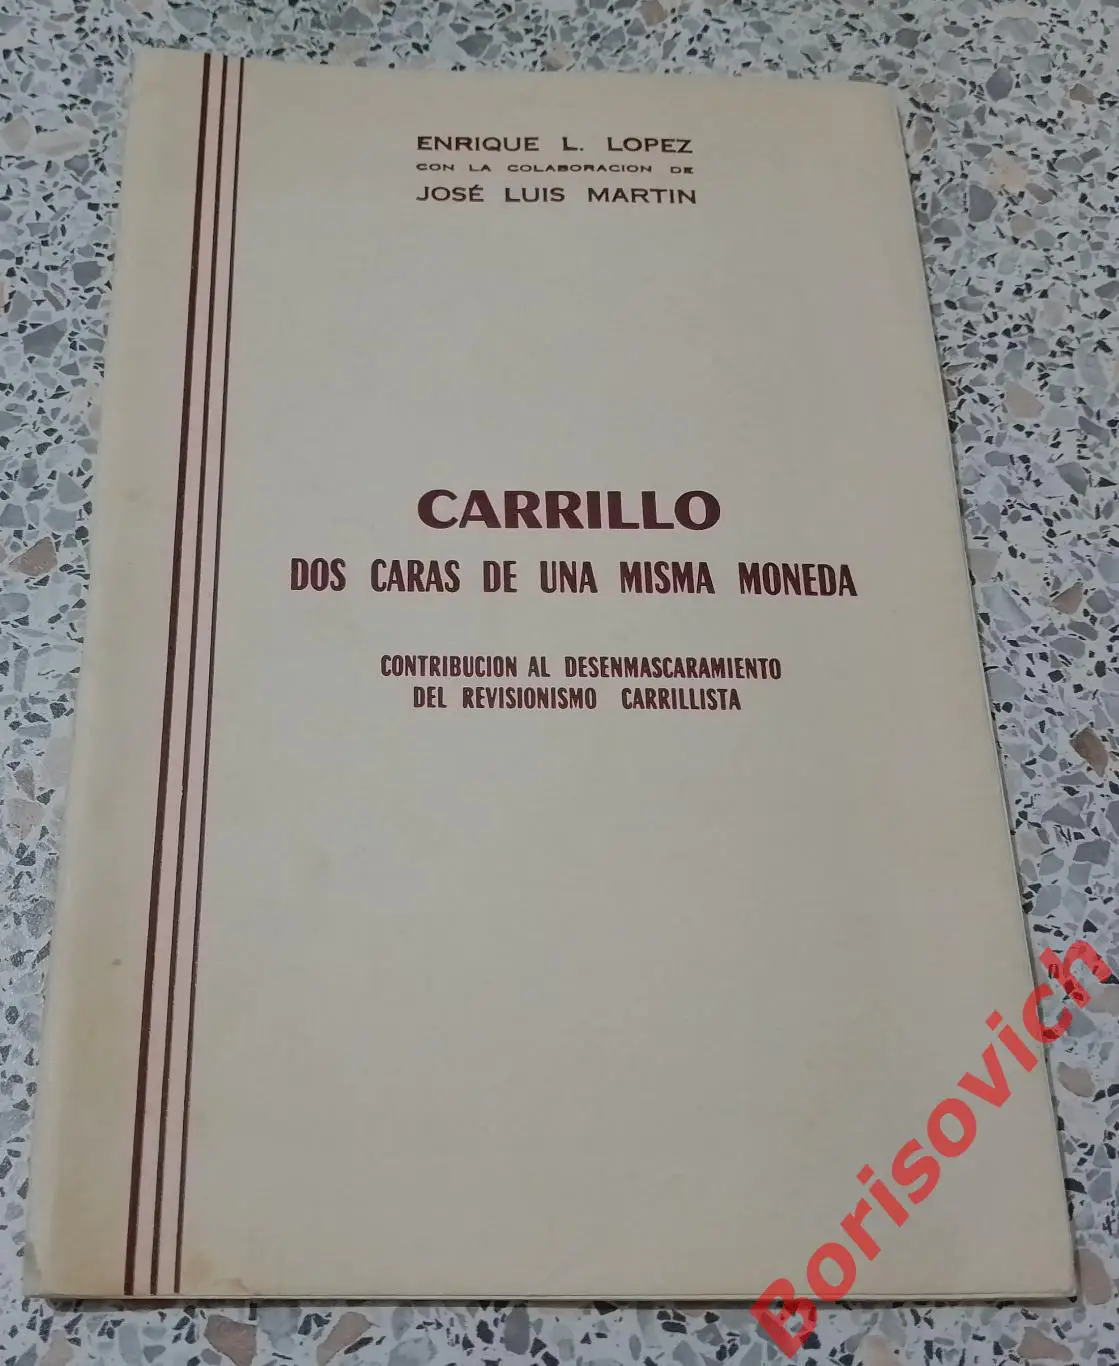 ENRIQUE L. LOPEZ
CON LA COLABORACION DE
JOSÉ LUIS MARTIN
CARRILLO
DOS CARAS DE UNA MISMA MONEDA
CONTRIBUCION AL DESENMASCARAMIENTO
DEL REVISIONISMO CARRILLISTA
Borisovich